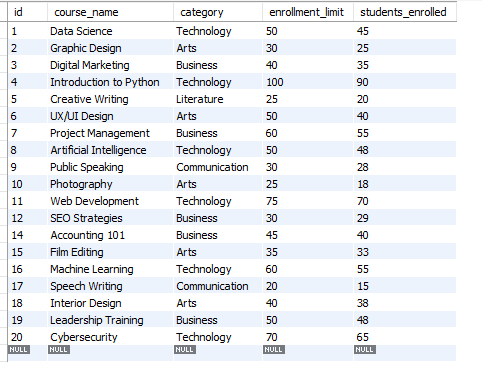 id course_name category enrollment_limit students_enrolled
1 Data Science Technology 50 45
2 Graphic Design Arts 30 25
3 Digital Marketing Business 40 35
4 Introduction to Python Technology 100 90
5 Creative Writing Literature 25 20
6 UX/UI Design Arts 50 40
7 Project Management Business 60 55
8 Artificial Intelligence Technology 50 48
9 Public Speaking Communication 30 28
10 Photography Arts 25 18
11 Web Development Technology 75 70
12 SEO Strategies Business 30 29
14 Accounting 101 Business 45 40
15 Film Editing Arts 35 33
16 Machine Learning Technology 60 55
17 Speech Writing Communication 20 15
18 Interior Design Arts 40 38
19 Leadership Training Business 50 48
20 Cybersecurity Technology 70 65
NULL NULL NULL NULL NULL